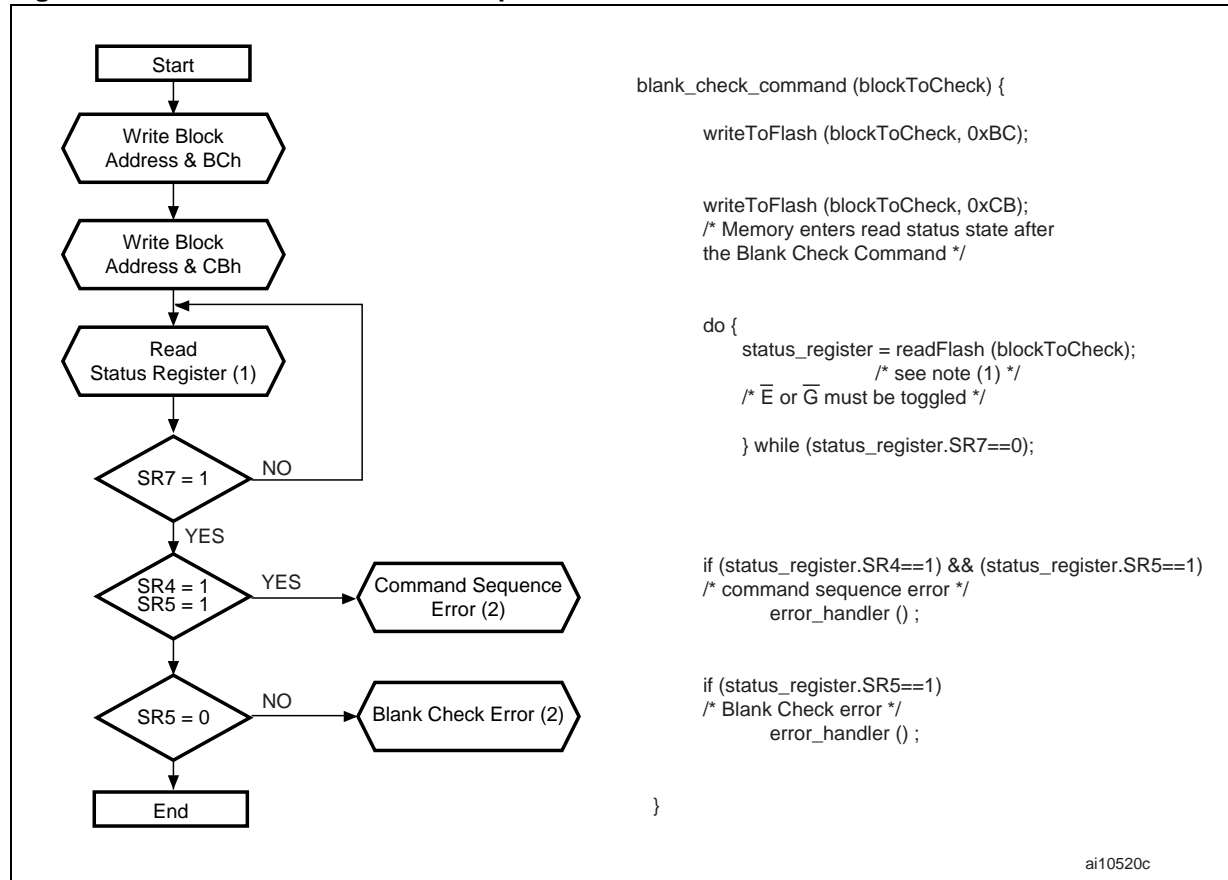 Start
Write Block
Address & BCh
Write Block
Address & CBh
Read
Status Register (1)
SR7 = 1
NO
YES
SR4 = 1
SR5 = 1
YES
Command Sequence
Error (2)
SR5 = 0
NO
Blank Check Error (2)
End
blank_check_command (blockToCheck) {
writeToFlash (blockToCheck, 0xBC);
writeToFlash (blockToCheck, 0xCB);
/* Memory enters read status state after
the Blank Check Command */
do {
status_register = readFlash (blockToCheck);
/* see note (1) */
/* E̅ or G̅ must be toggled */
} while (status_register.SR7==0);
if (status_register.SR4==1) && (status_register.SR5==1)
/* command sequence error */
error_handler () ;
if (status_register.SR5==1)
/* Blank Check error */
error_handler () ;
}
ai10520c